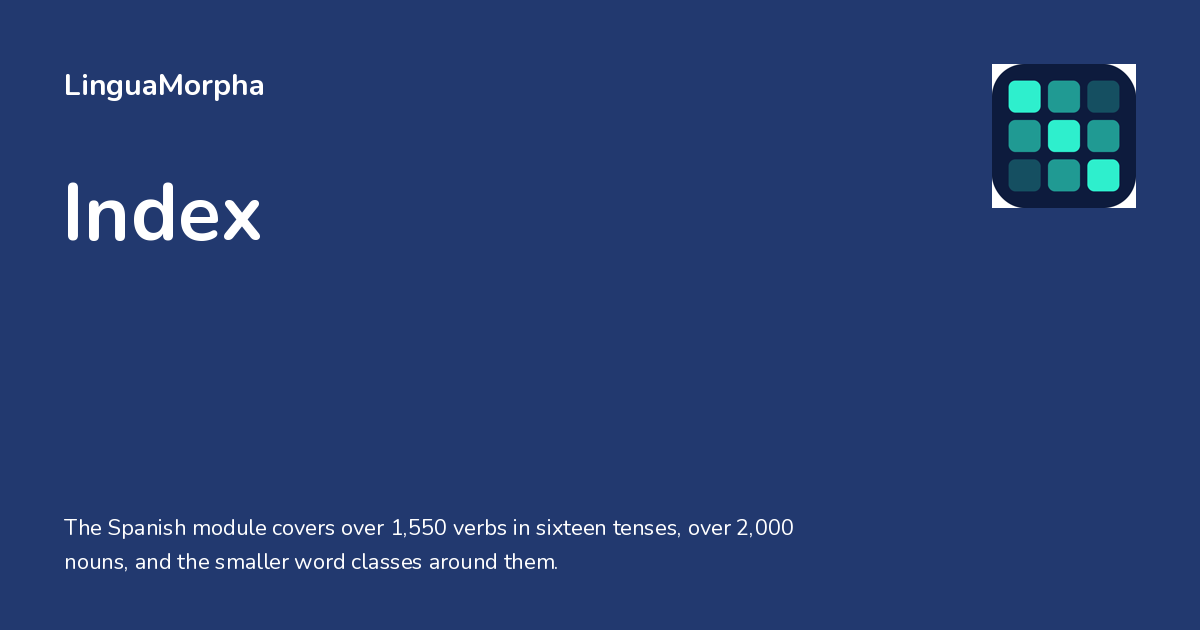 LinguaMorpha
Index
The Spanish module covers over 1,550 verbs in sixteen tenses, over 2,000
nouns, and the smaller word classes around them.